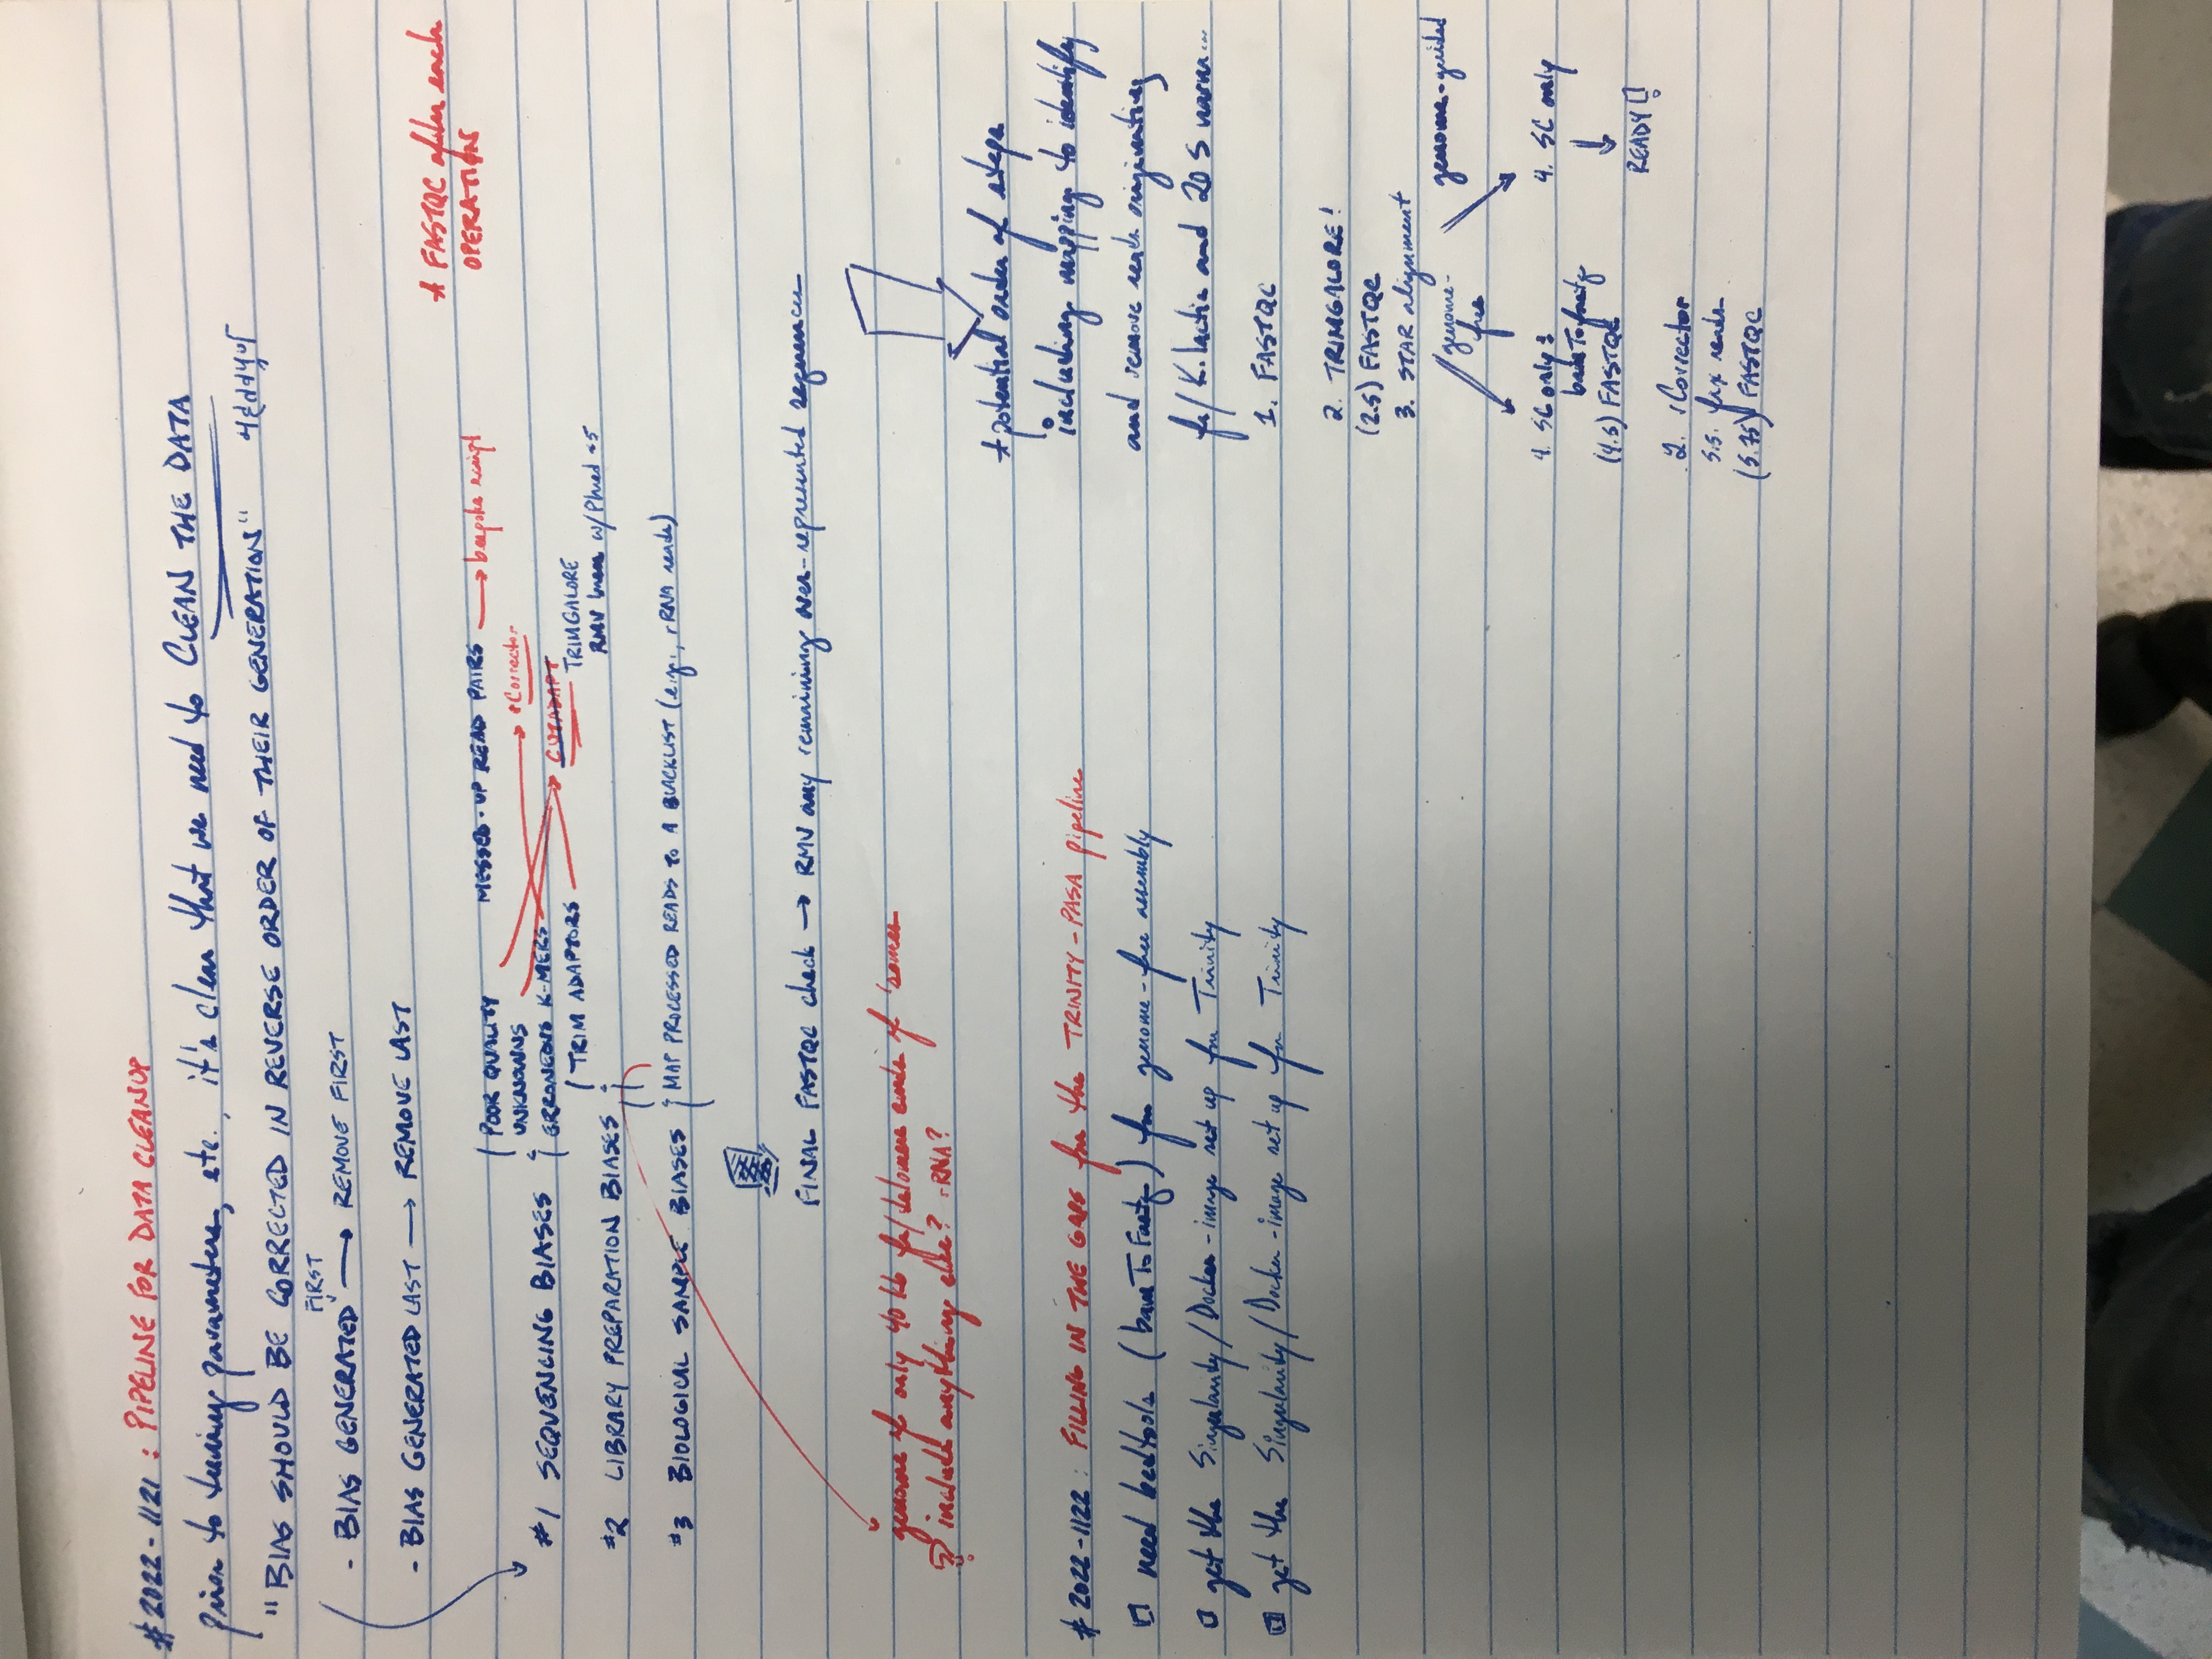 #2022-1121 : PIPELINE FOR DATA CLEANUP
prior to tuning parameters, etc., it's clear that we need to CLEAN THE DATA
"BIAS SHOULD BE CORRECTED IN REVERSE ORDER OF THEIR GENERATION"
FIRST
- BIAS GENERATED → REMOVE FIRST
- BIAS GENERATED LAST → REMOVE LAST
* FASTQC after each
OPERATION
POOR QUALITY
MESSED-UP READ PAIRS → bespoke script
UNKNOWNS
rCorrector
#1 SEQUENCING BIASES
ERRONEOUS K-MERS
CUTADAPT
TRIM ADAPTORS
TRIMGALORE
RMV bases w/Phred <5
#2 LIBRARY PREPARATION BIASES
#3 BIOLOGICAL SAMPLE BIASES
MAP PROCESSED READS TO A BLACKLIST (e.g., rRNA reads)
FINAL FASTQC check → RMV any remaining over-represented sequences
genome of only 40 kb fr/telomere ends of 'somes
? include anything else? rRNA?
*potential order of steps
including mapping to identify
and remove reads originating
fr/K.lactis and 20 S narna...
1. FASTQC
2. TRIMGALORE!
(2.5) FASTQC
3. STAR alignment
genome-
free
genome-guided
4. SC only:
bamTofastq
(4.5) FASTQC
4. SC only
READY!
2. rCorrector
5.5. fix reads
(5.75) FASTQC
#2022-1122: FILLING IN THE GAPS for the TRINITY-PASA pipeline
need bedtools (bamToFastq) for genome-free assembly
get the Singularity/Docker-image set up for Trinity
get the Singularity/Docker-image set up for Trinity